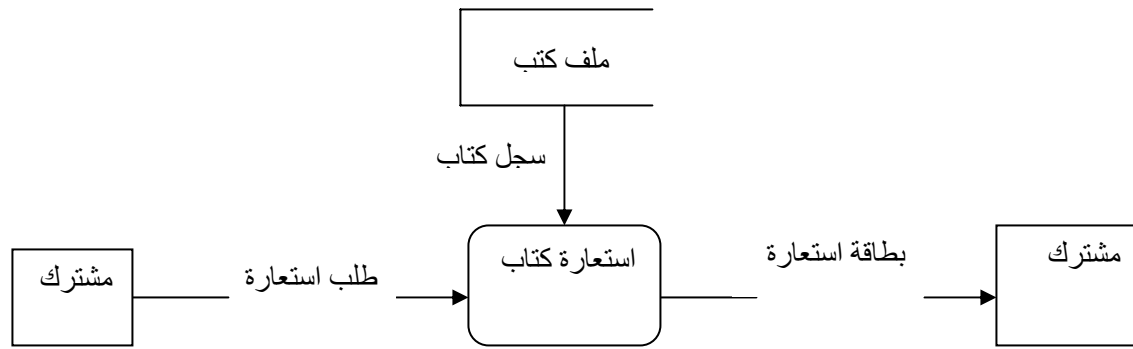 ملف كتب
سجل كتاب
مشترك
بطاقة استعارة
استعارة كتاب
طلب استعارة
مشترك